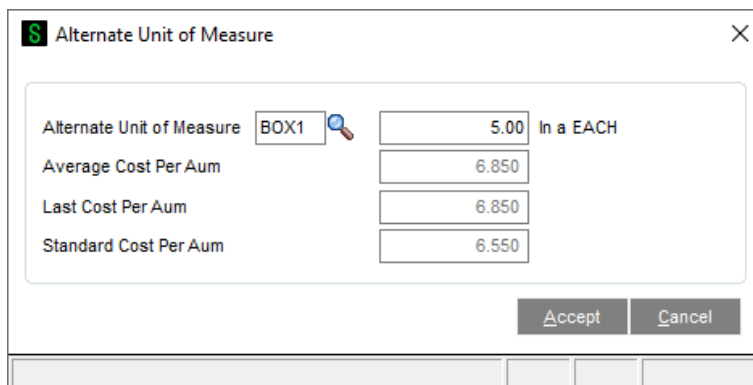 S Alternate Unit of Measure
Alternate Unit of Measure BOX1 5.00 In a EACH
Average Cost Per Aum 6.850
Last Cost Per Aum 6.850
Standard Cost Per Aum 6.550
Accept Cancel